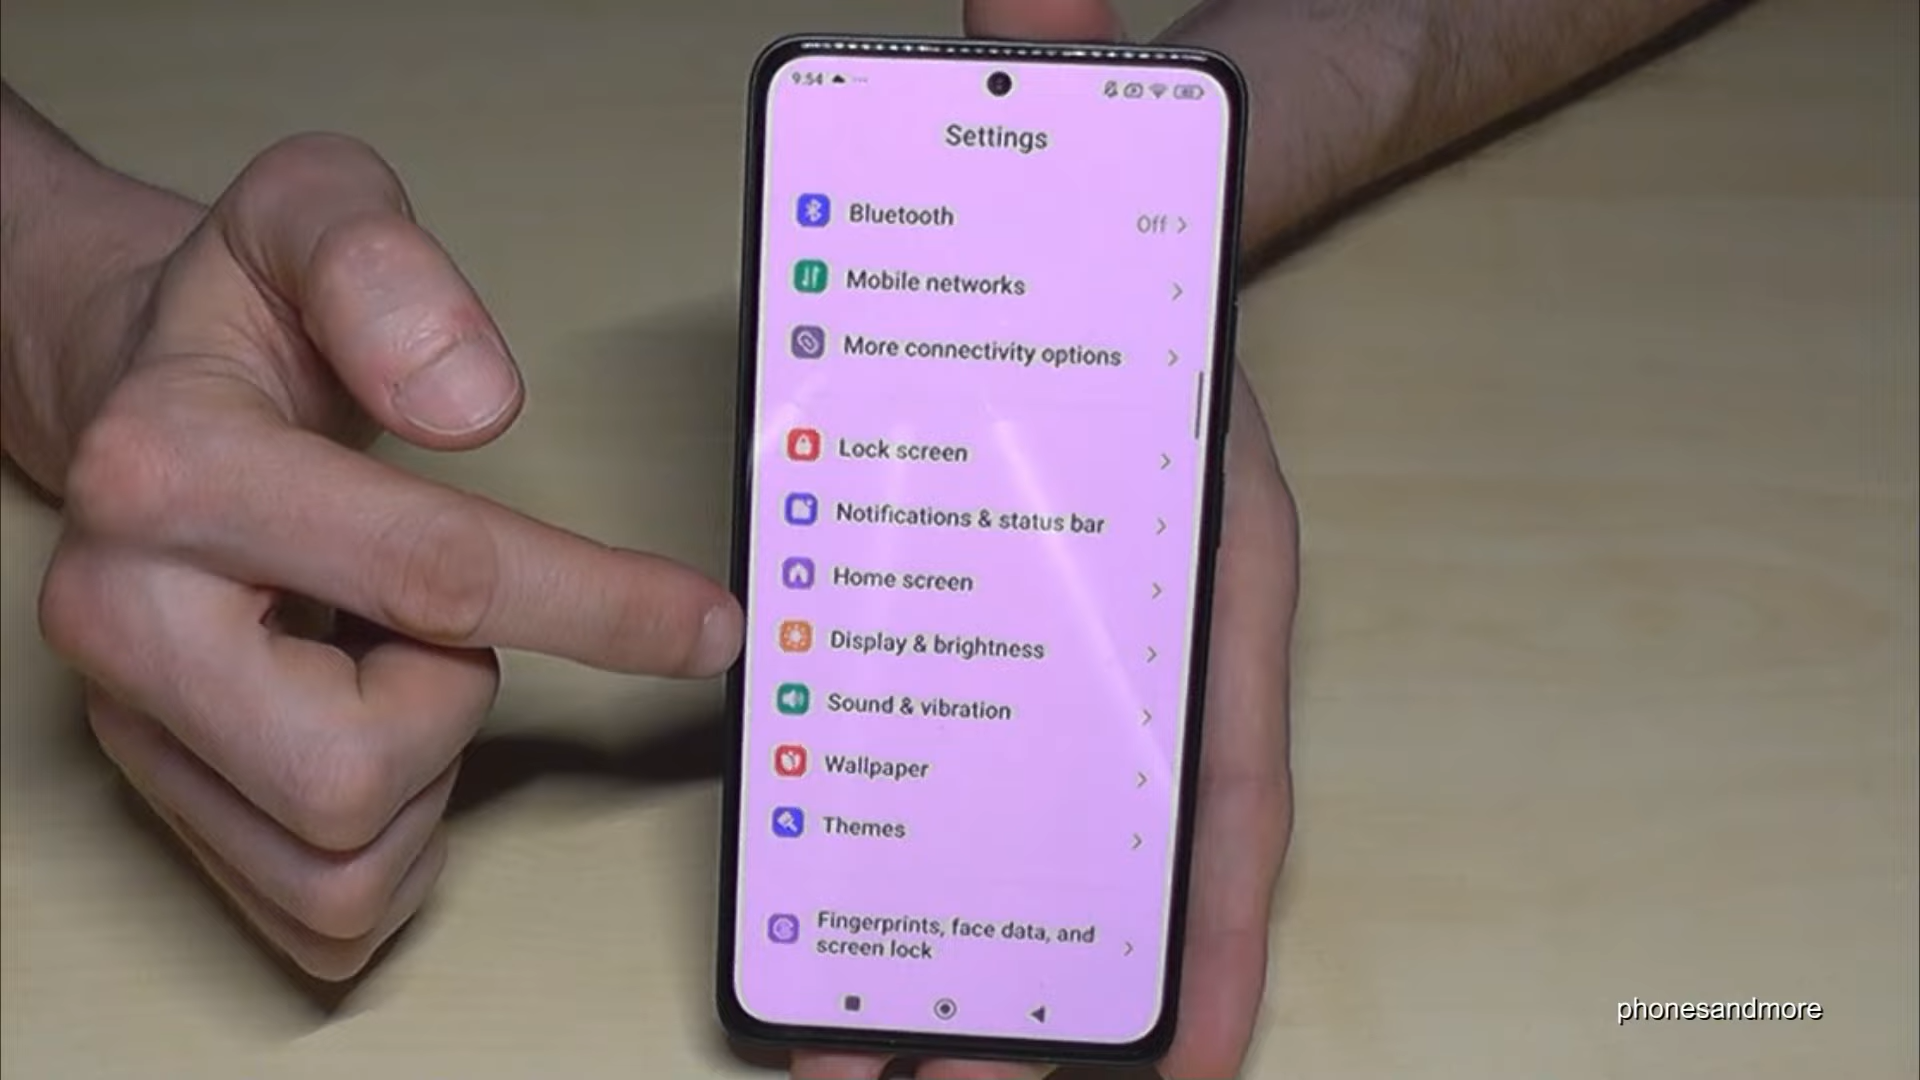 9:54
Settings
Bluetooth
Off
Mobile networks
More connectivity options
Lock screen
Notifications & status bar
Home screen
Display & brightness
Sound & vibration
Wallpaper
Themes
Fingerprints, face data, and
screen lock
phonesandmore